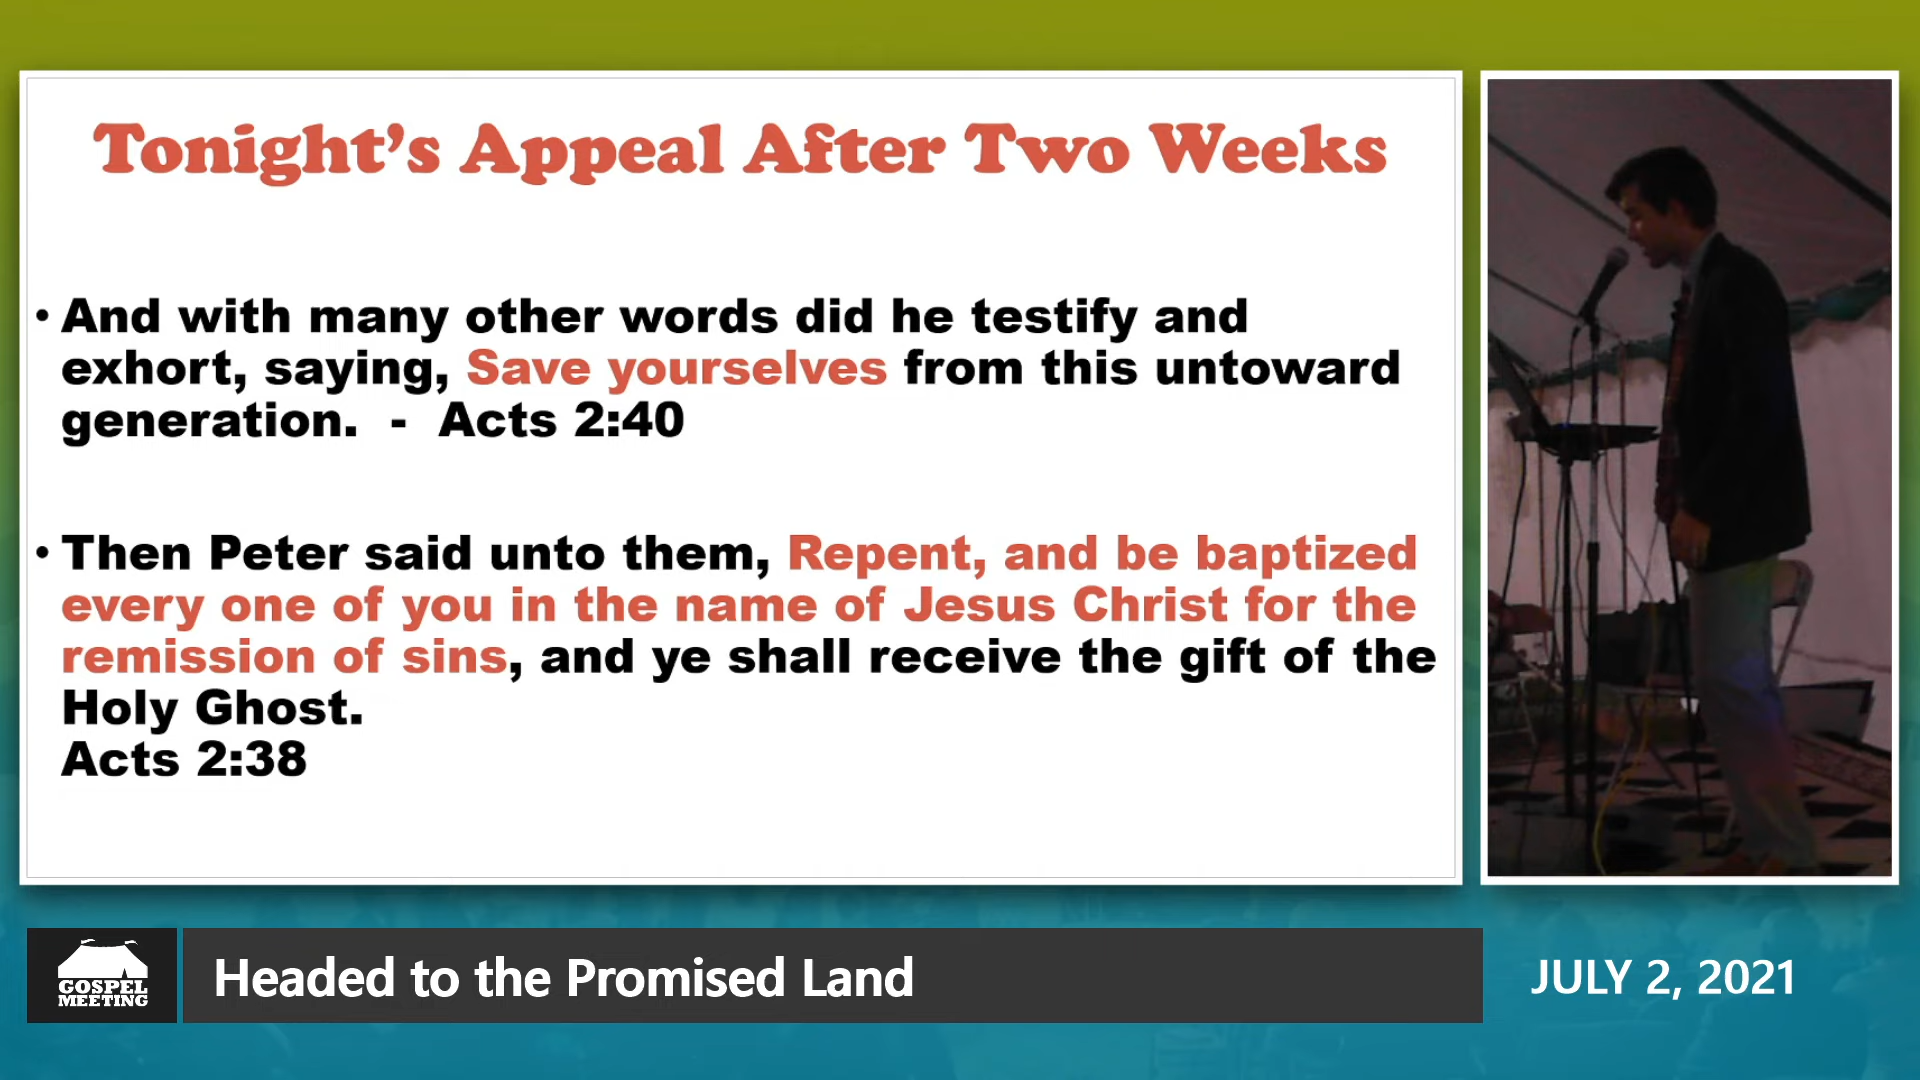 Tonight's Appeal After Two Weeks
• And with many other words did he testify and
exhort, saying, Save yourselves from this untoward
generation.  -  Acts 2:40
• Then Peter said unto them, Repent, and be baptized
every one of you in the name of Jesus Christ for the
remission of sins, and ye shall receive the gift of the
Holy Ghost.
Acts 2:38
GOSPEL
MEETING
Headed to the Promised Land
JULY 2, 2021